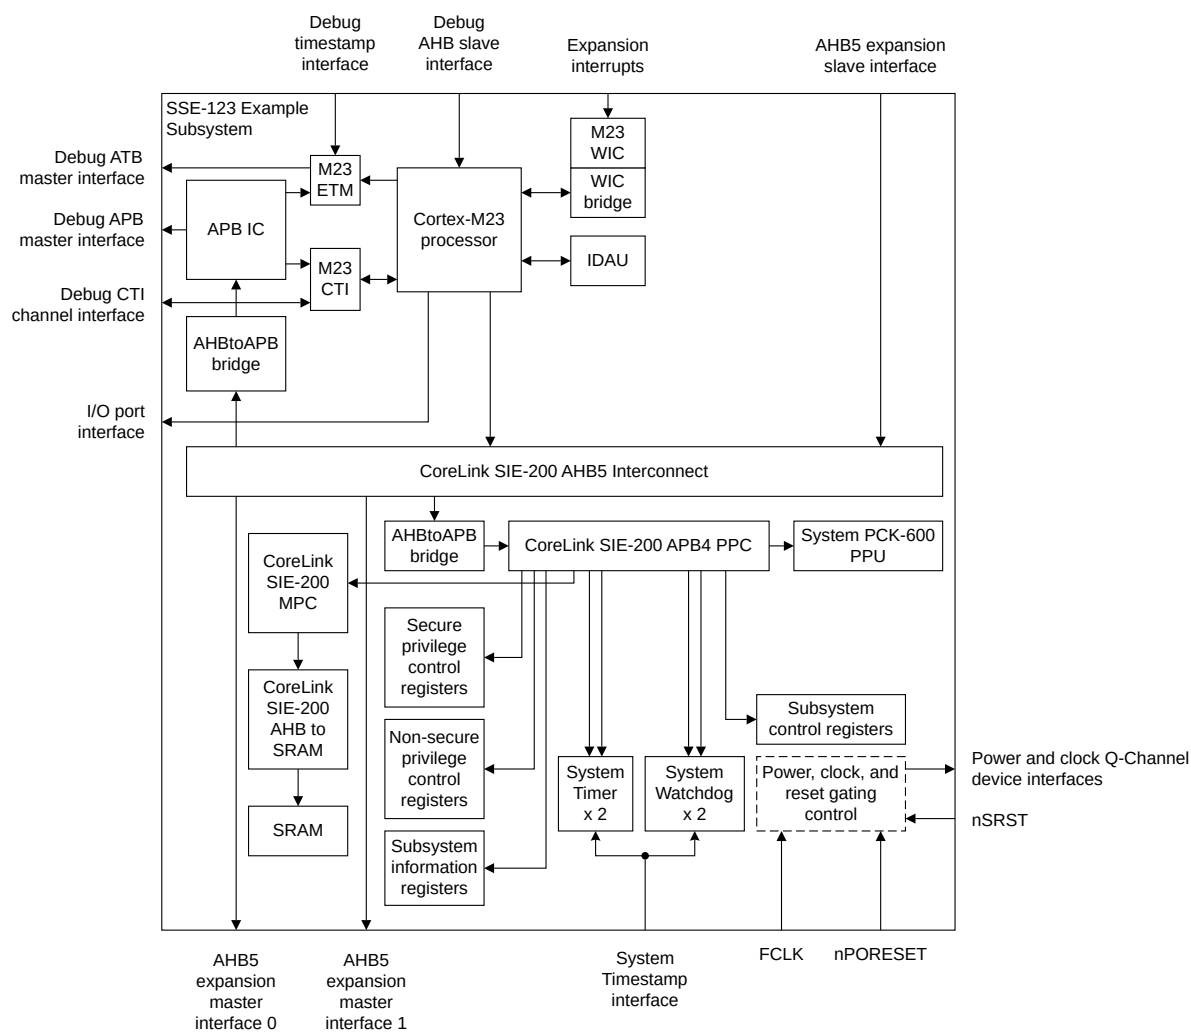 Debug
timestamp
interface
Debug
AHB slave
interface
Expansion
interrupts
AHB5 expansion
slave interface
SSE-123 Example
Subsystem
M23
WIC
WIC
bridge
Debug ATB
master interface
M23
ETM
Cortex-M23
processor
APB IC
Debug APB
master interface
IDAU
M23
CTI
Debug CTI
channel interface
AHBtoAPB
bridge
I/O port
interface
CoreLink SIE-200 AHB5 Interconnect
AHBtoAPB
bridge
CoreLink SIE-200 APB4 PPC
System PCK-600
PPU
CoreLink
SIE-200
MPC
Secure
privilege
control
registers
CoreLink
SIE-200
AHB to
SRAM
Subsystem
control registers
Non-secure
privilege
control
registers
System
Timer
x 2
System
Watchdog
x 2
Power, clock, and
reset gating
control
Power and clock Q-Channel
device interfaces
nSRST
SRAM
Subsystem
information
registers
AHB5
expansion
master
interface 0
AHB5
expansion
master
interface 1
System
Timestamp
interface
FCLK
nPORESET